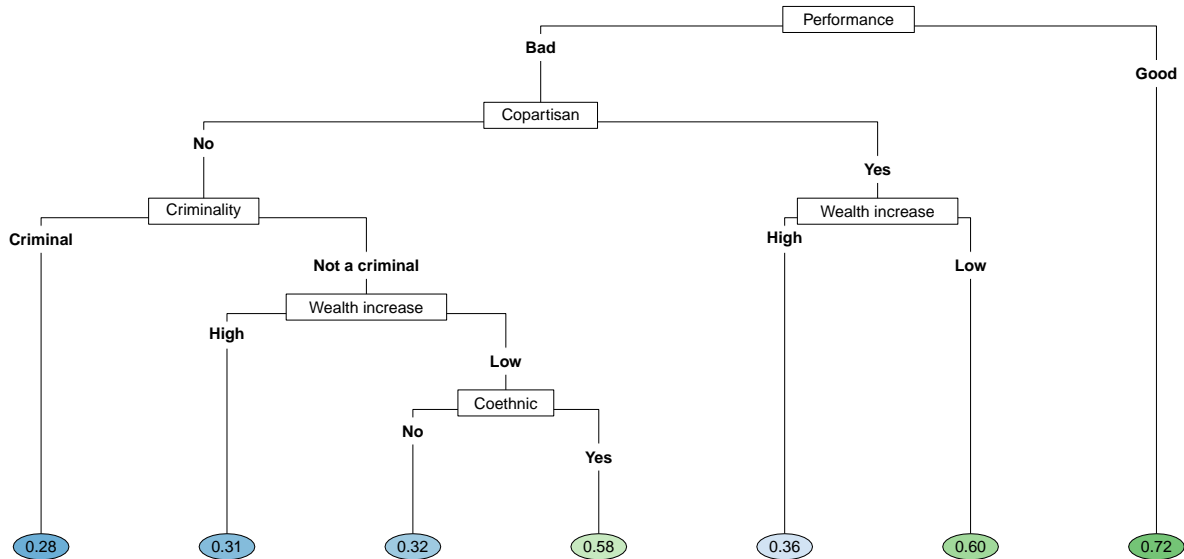 Performance
Bad
Good
Copartisan
No
Yes
Criminality
Wealth increase
Criminal
High
Not a criminal
Low
Wealth increase
High
Low
Coethnic
No
Yes
0.28
0.31
0.32
0.58
0.36
0.60
0.72